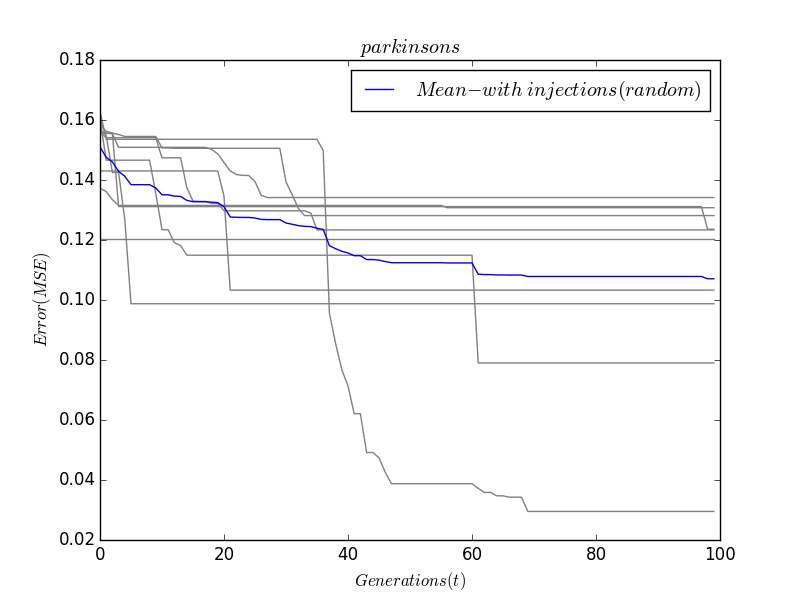 parkinsons
Mean−with injections(random)
0.18
0.16
0.14
0.12
0.10
0.08
0.06
0.04
0.02
Error(MSE)
0 20 40 60 80 100
Generations(t)